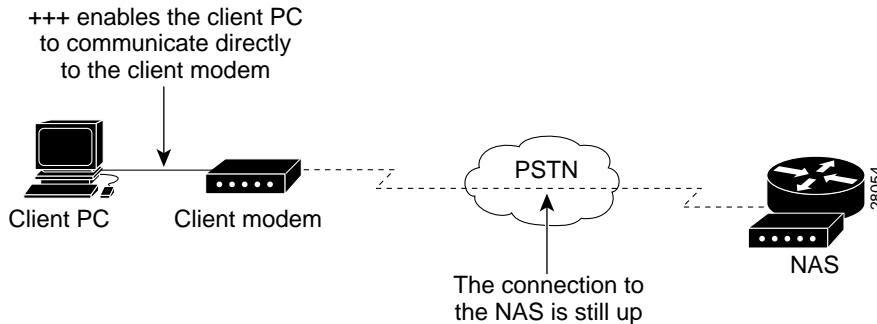 +++ enables the client PC
to communicate directly
to the client modem
PSTN
28054
Client PC
Client modem
NAS
The connection to
the NAS is still up